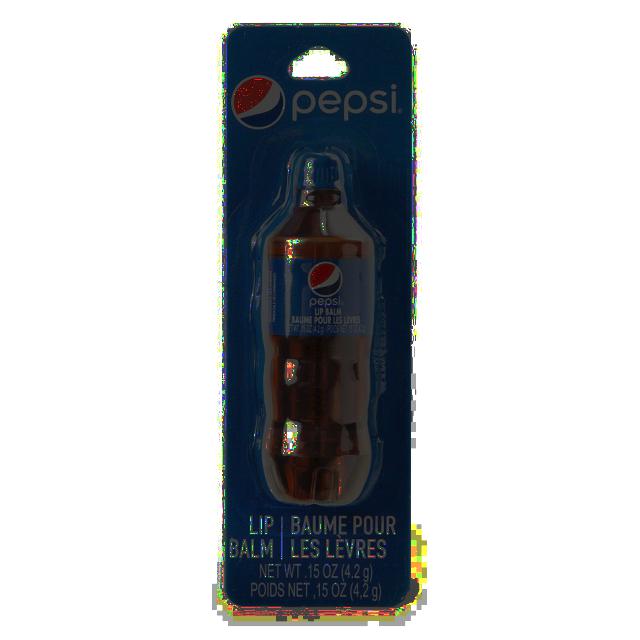 pepsi®
pepsi.
LIP BALM
BAUME POUR LES LÈVRES
LIP BALM
BAUME POUR LES LÈVRES
NET WT .15 OZ (4.2 g)
POIDS NET ,15 OZ (4,2 g)